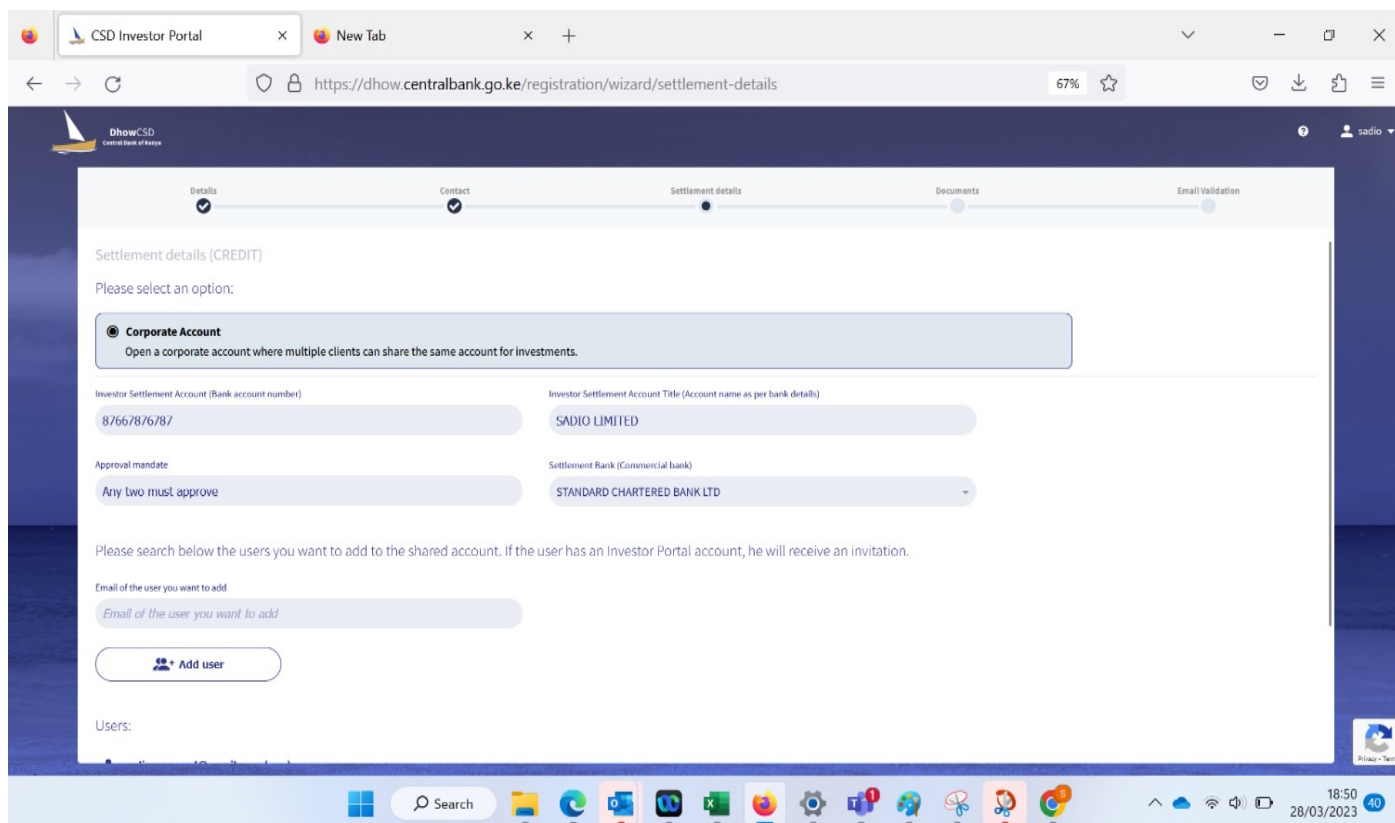 CSD Investor Portal
New Tab
https://dhow.centralbank.go.ke/registration/wizard/settlement-details
67%
DhowCSD
Central Bank of Kenya
sadio
Details Contact Settlement details Documents Email Validation
Settlement details (CREDIT)
Please select an option:
Corporate Account
Open a corporate account where multiple clients can share the same account for investments.
Investor Settlement Account (Bank account number) Investor Settlement Account Title (Account name as per bank details)
87667876787 SADIO LIMITED
Approval mandate Settlement Bank (Commercial bank)
Any two must approve STANDARD CHARTERED BANK LTD
Please search below the users you want to add to the shared account. If the user has an Investor Portal account, he will receive an invitation.
Email of the user you want to add
Email of the user you want to add
Add user
Users:
Privacy - Term
Search
1
18:50
28/03/2023
40